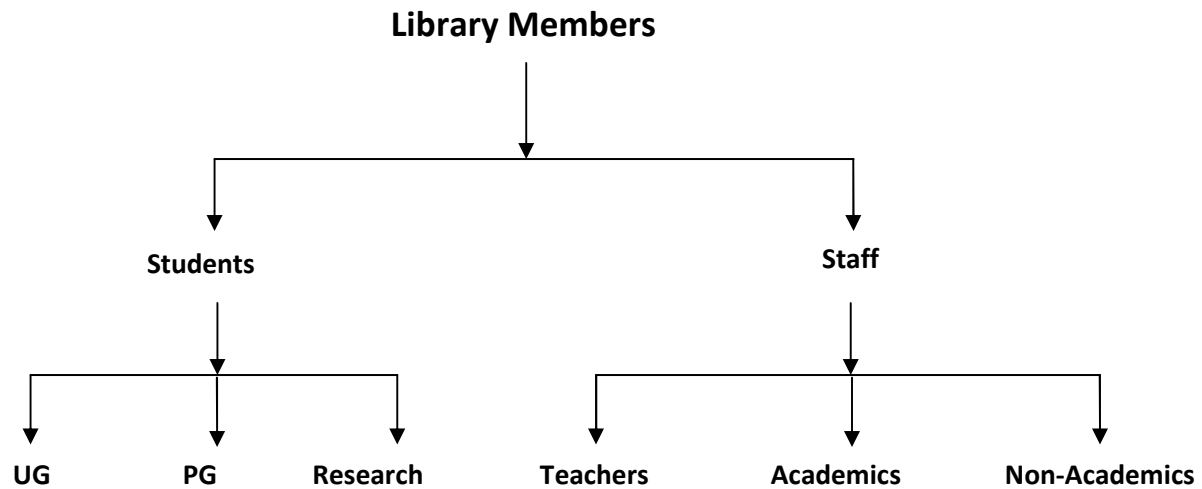 Library Members
Students
Staff
UG
PG
Research
Teachers
Academics
Non-Academics